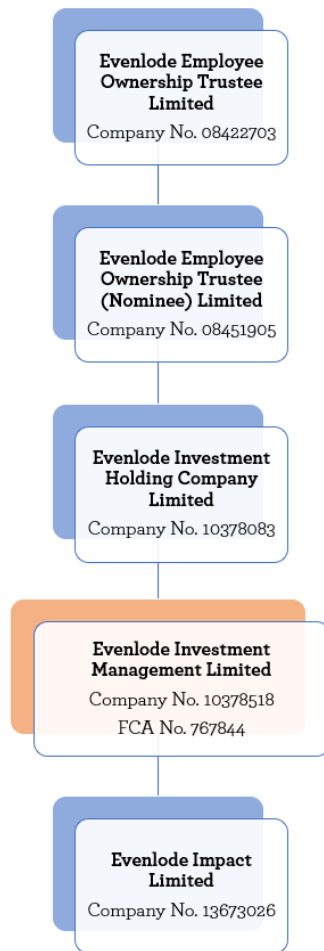 Evenlode Employee
Ownership Trustee
Limited
Company No. 08422703
Evenlode Employee
Ownership Trustee
(Nominee) Limited
Company No. 08451905
Evenlode Investment
Holding Company
Limited
Company No. 10378083
Evenlode Investment
Management Limited
Company No. 10378518
FCA No. 767844
Evenlode Impact
Limited
Company No. 13673026